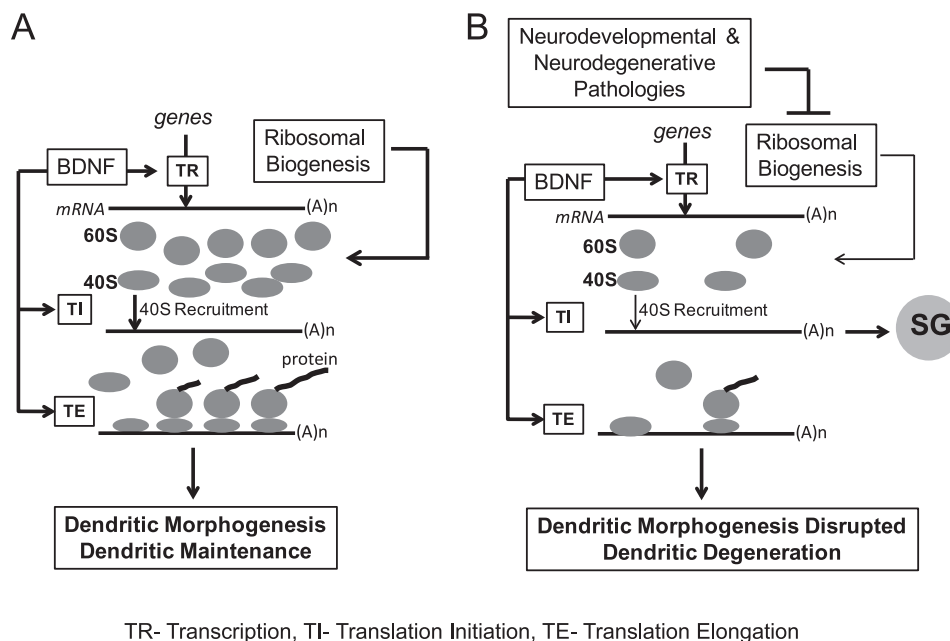 A
genes
Ribosomal
Biogenesis
BDNF
TR
mRNA
(A)n
60S
40S
TI
40S Recruitment
(A)n
protein
TE
(A)n
Dendritic Morphogenesis
Dendritic Maintenance
B
Neurodevelopmental &
Neurodegenerative
Pathologies
genes
Ribosomal
Biogenesis
BDNF
TR
mRNA
(A)n
60S
40S
TI
40S Recruitment
(A)n
SG
TE
(A)n
Dendritic Morphogenesis Disrupted
Dendritic Degeneration
TR- Transcription, TI- Translation Initiation, TE- Translation Elongation